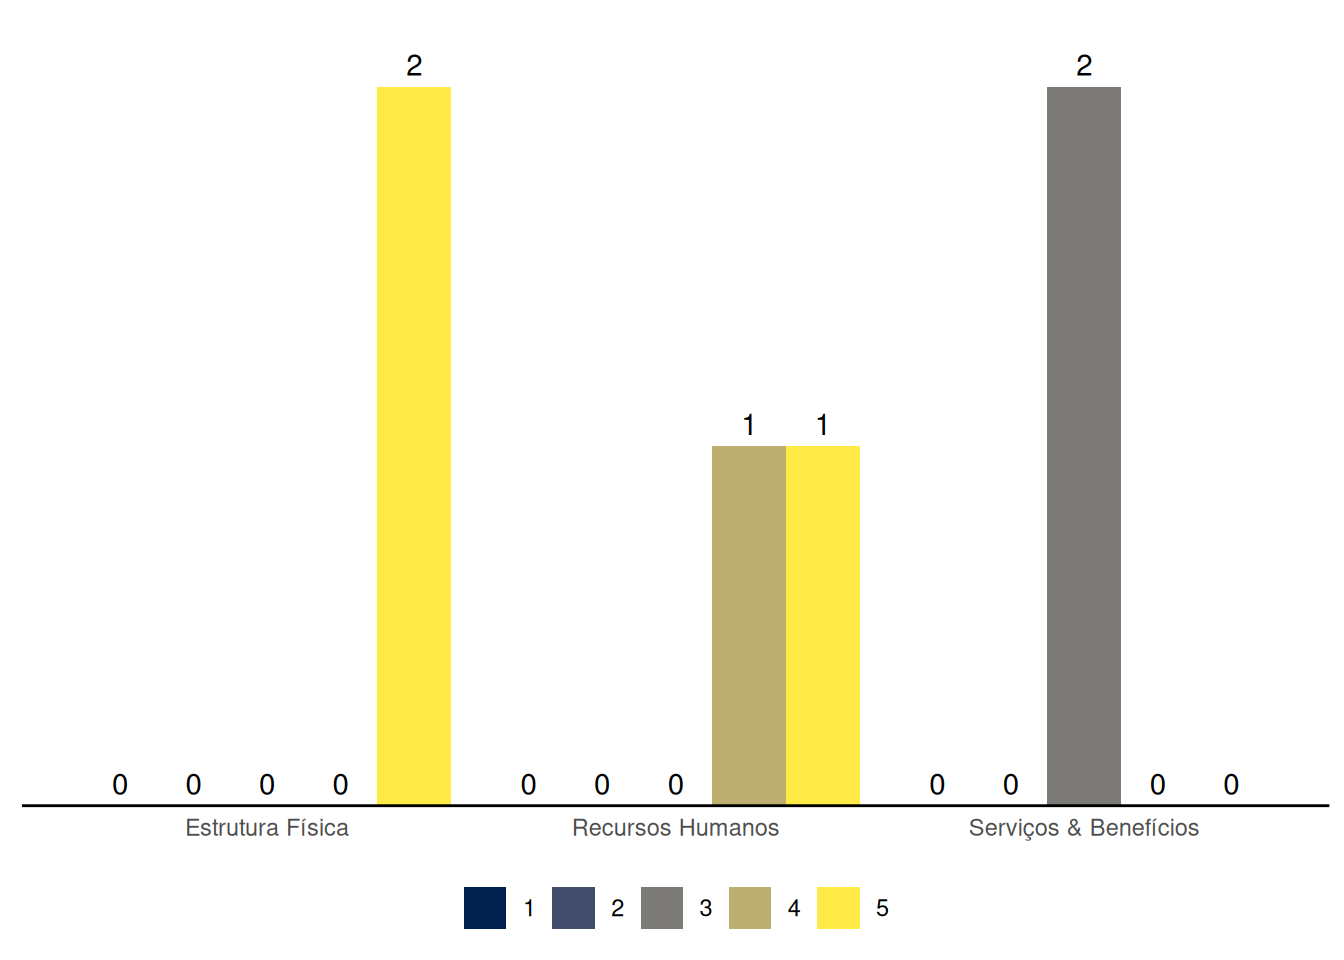 2 2
1 1
0 0 0 0 0 0 0 0 0 0 0
Estrutura Física Recursos Humanos Serviços & Benefícios
1 2 3 4 5